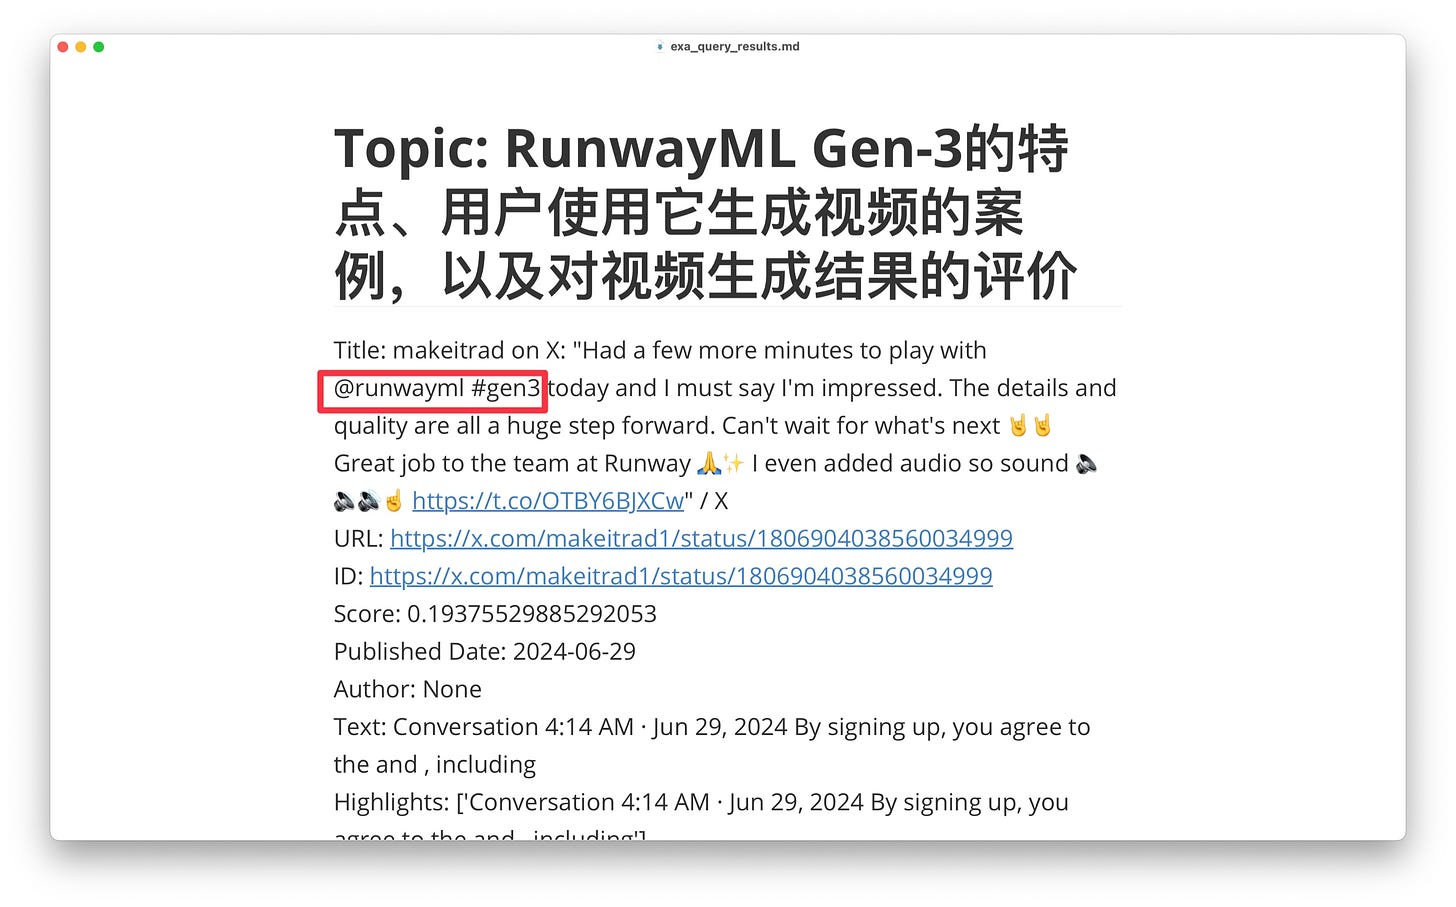 exa_query_results.md
Topic: RunwayML Gen-3的特
点、用户使用它生成视频的案
例，以及对视频生成结果的评价
Title: makeitrad on X: "Had a few more minutes to play with
@runwayml #gen3 today and I must say I'm impressed. The details and
quality are all a huge step forward. Can't wait for what's next 🤘🤘
Great job to the team at Runway 🙏✨ I even added audio so sound 🔈
🔉🔊☝️ https://t.co/OTBY6BJXCw" / X
URL: https://x.com/makeitrad1/status/1806904038560034999
ID: https://x.com/makeitrad1/status/1806904038560034999
Score: 0.19375529885292053
Published Date: 2024-06-29
Author: None
Text: Conversation 4:14 AM · Jun 29, 2024 By signing up, you agree to
the and , including
Highlights: ['Conversation 4:14 AM · Jun 29, 2024 By signing up, you
agree to the and , including']